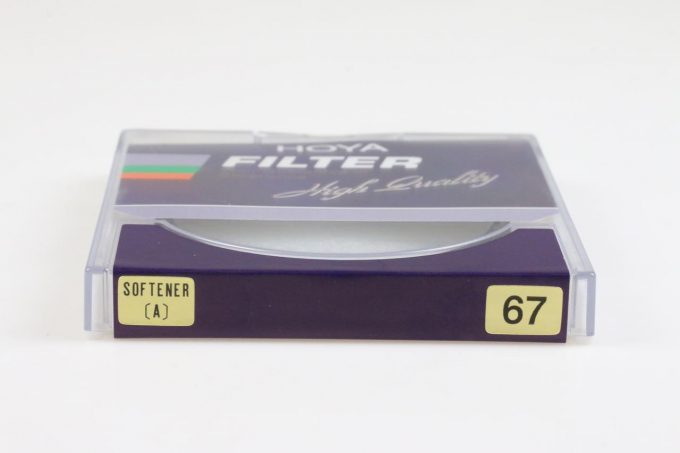 HOYA
FILTER
High Quality
SOFTENER
(A)
67